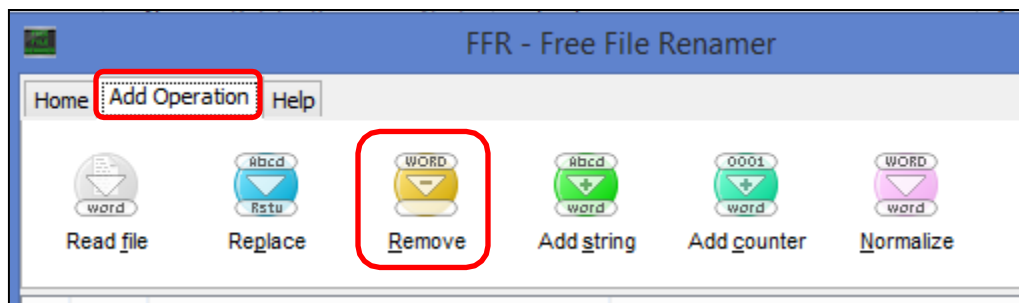 FFR - Free File Renamer
Home Add Operation Help
Abcd WORD Abcd 0001 WORD
word Rstu word word word
Read file Replace Remove Add string Add counter Normalize